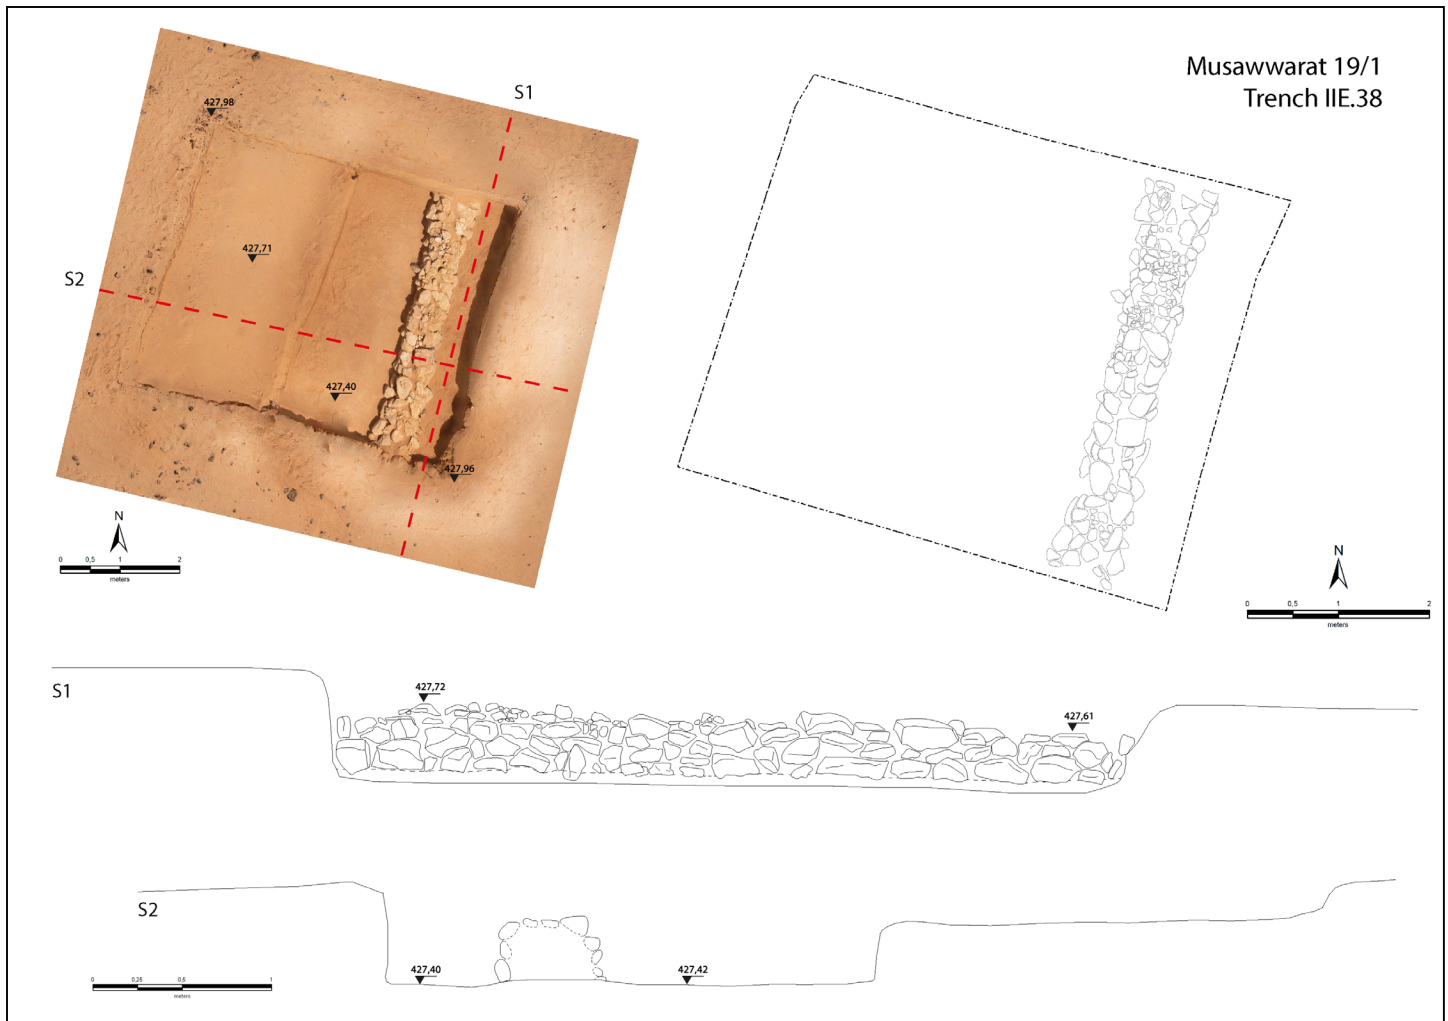 Musawwarat 19/1
Trench IIE.38
S1
427,98
427,71
S2
427,40
427,96
N
0 0,5 1 2
meters
N
0 0,5 1 2
meters
S1
427,72
427,61
S2
427,40
427,42
0 0,25 0,5 1
meters